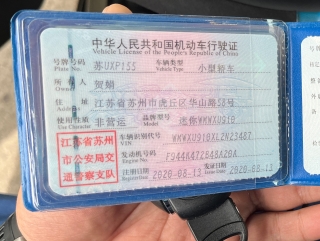 中华人民共和国机动车行驶证
Vehicle License of the People's Republic of China
号牌号码 苏UXP155 车辆类型 小型轿车
Plate No. Vehicle Type
所有人 贺娟
Owner
住址 江苏省苏州市虎丘区华山路58号
Address
使用性质 非营运 品牌型号 WMWXU910
Use Character Model
江苏省苏州市公安局交通警察支队
车辆识别代号
VIN
发动机号码
Engine No.
注册日期 2020-08-13 发证日期 2020-08-13